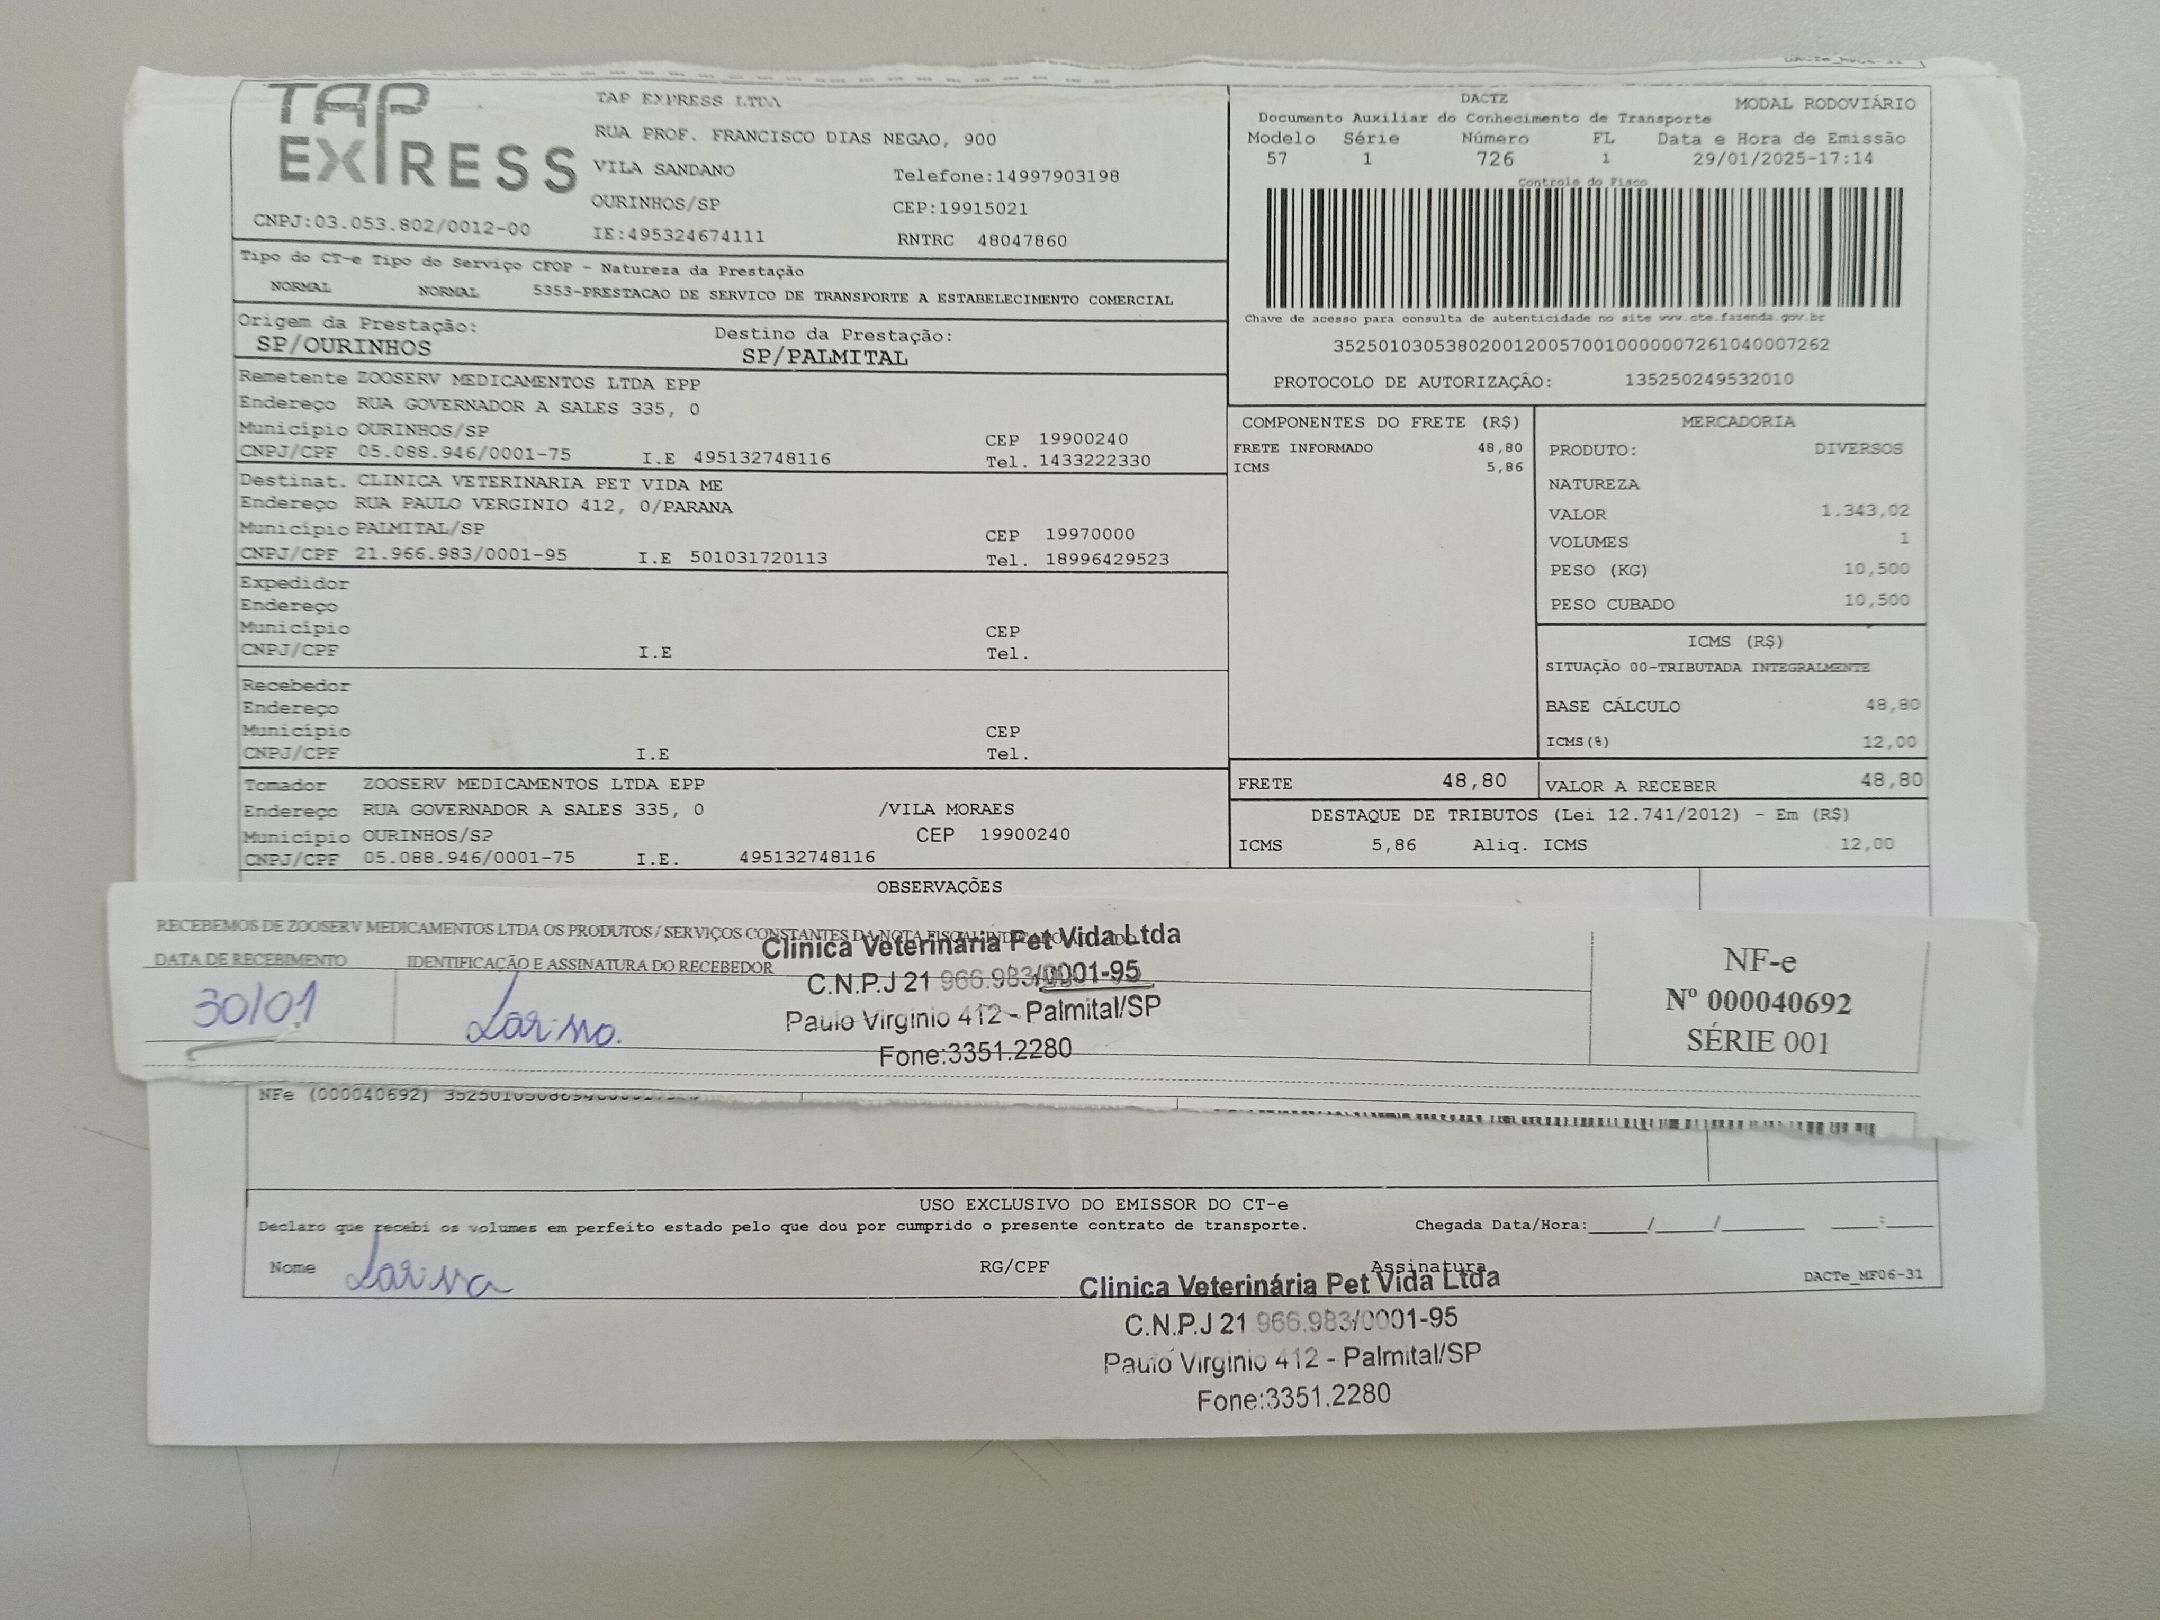 TAP EXPRESS
TAP EXPRESS LTDA
RUA PROF. FRANCISCO DIAS NEGAO, 900
VILA SANDANO Telefone:14997903198
OURINHOS/SP CEP:19915021
CNPJ:03.053.802/0012-00 IE:495324674111 RNTRC 48047860
Tipo do CT-e Tipo do Serviço CFOP - Natureza da Prestação
NORMAL NORMAL 5353-PRESTACAO DE SERVICO DE TRANSPORTE A ESTABELECIMENTO COMERCIAL
Origem da Prestação: Destino da Prestação:
SP/OURINHOS SP/PALMITAL
Remetente ZOOSERV MEDICAMENTOS LTDA EPP
Endereço RUA GOVERNADOR A SALES 335, 0
Município OURINHOS/SP CEP 19900240
CNPJ/CPF 05.088.946/0001-75 I.E 495132748116 Tel. 1433222330
Destinat. CLINICA VETERINARIA PET VIDA ME
Endereço RUA PAULO VERGINIO 412, 0/PARANA
Município PALMITAL/SP CEP 19970000
CNPJ/CPF 21.966.983/0001-95 I.E 501031720113 Tel. 18996429523
Expedidor
Endereço
Município CEP
CNPJ/CPF I.E Tel.
Recebedor
Endereço
Município CEP
CNPJ/CPF I.E Tel.
Tomador ZOOSERV MEDICAMENTOS LTDA EPP
Endereço RUA GOVERNADOR A SALES 335, 0 /VILA MORAES
Município OURINHOS/SP CEP 19900240
CNPJ/CPF 05.088.946/0001-75 I.E. 495132748116
DACTE MODAL RODOVIÁRIO
Documento Auxiliar do Conhecimento de Transporte
Modelo Série Número FL Data e Hora de Emissão
57 1 726 1 29/01/2025-17:14
Controle do Fisco
Chave de acesso para consulta de autenticidade no site www.cte.fazenda.gov.br
35250103053802001200570010000007261040007262
PROTOCOLO DE AUTORIZAÇÃO: 135250249532010
COMPONENTES DO FRETE (R$)
FRETE INFORMADO 48,80
ICMS 5,86
MERCADORIA
PRODUTO: DIVERSOS
NATUREZA
VALOR 1.343,02
VOLUMES 1
PESO (KG) 10,500
PESO CUBADO 10,500
ICMS (R$)
SITUAÇÃO 00-TRIBUTADA INTEGRALMENTE
BASE CÁLCULO 48,80
ICMS(%) 12,00
FRETE 48,80 VALOR A RECEBER 48,80
DESTAQUE DE TRIBUTOS (Lei 12.741/2012) - Em (R$)
ICMS 5,86 Aliq. ICMS 12,00
OBSERVAÇÕES
RECEBEMOS DE ZOOSERV MEDICAMENTOS LTDA OS PRODUTOS / SERVIÇOS CONSTANTES DA NOTA FISCAL
DATA DE RECEBIMENTO IDENTIFICAÇÃO E ASSINATURA DO RECEBEDOR
30/01
Clinica Veterinária Pet Vida Ltda
C.N.P.J 21 966.983/0001-95
Paulo Virginio 412 - Palmital/SP
Fone:3351.2280
NF-e
Nº 000040692
SÉRIE 001
NFe (000040692)
USO EXCLUSIVO DO EMISSOR DO CT-e
Declaro que recebi os volumes em perfeito estado pelo que dou por cumprido o presente contrato de transporte. Chegada Data/Hora:____/____/______ ___:____
Nome Larissa RG/CPF Assinatura DACTe_MF06-31
Clinica Veterinária Pet Vida Ltda
C.N.P.J 21 966.983/0001-95
Paulo Virginio 412 - Palmital/SP
Fone:3351.2280